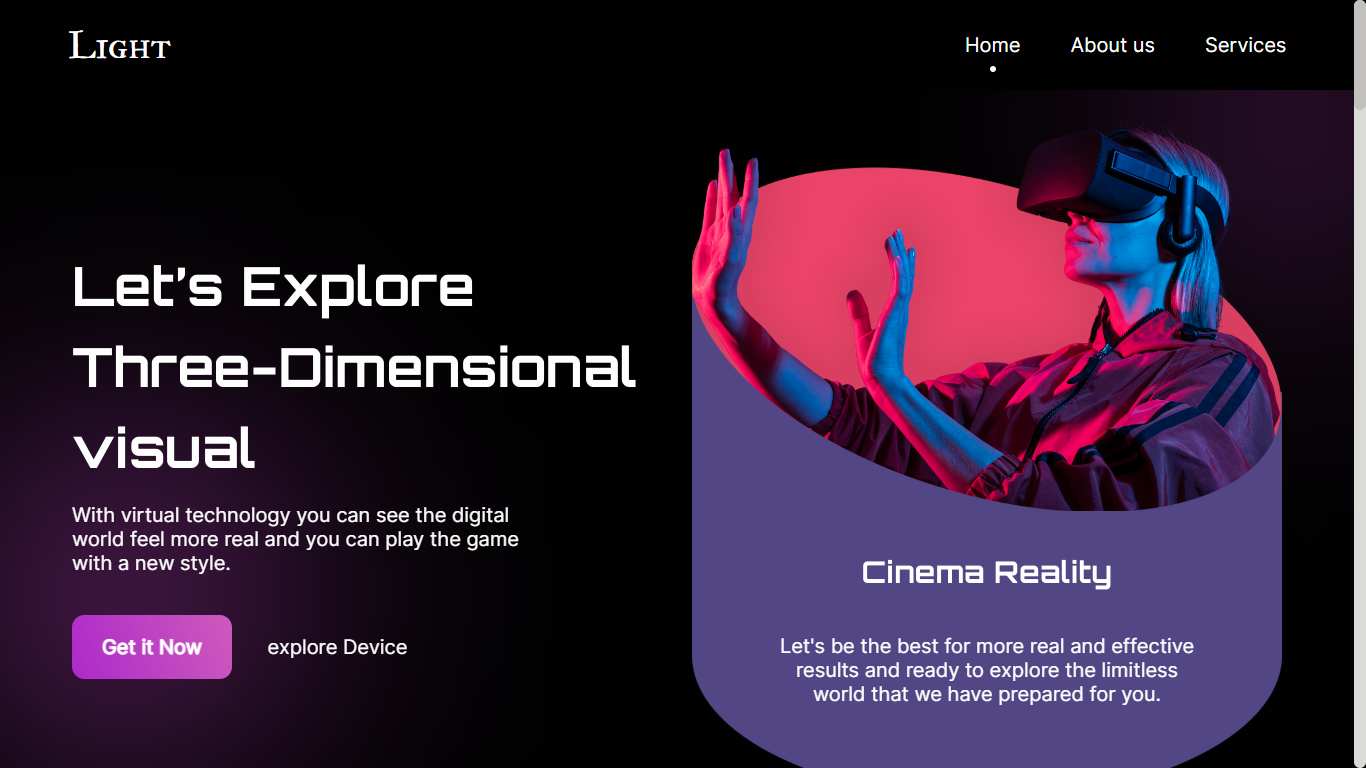 Light
Home
About us
Services
Let’s Explore
Three-Dimensional
visual
With virtual technology you can see the digital
world feel more real and you can play the game
with a new style.
Get it Now
explore Device
Cinema Reality
Let's be the best for more real and effective
results and ready to explore the limitless
world that we have prepared for you.